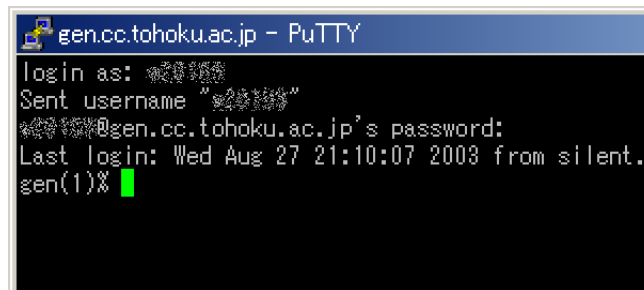 gen.cc.tohoku.ac.jp - PuTTY
login as:
Sent username "
@gen.cc.tohoku.ac.jp's password:
Last login: Wed Aug 27 21:10:07 2003 from silent.
gen(1)%